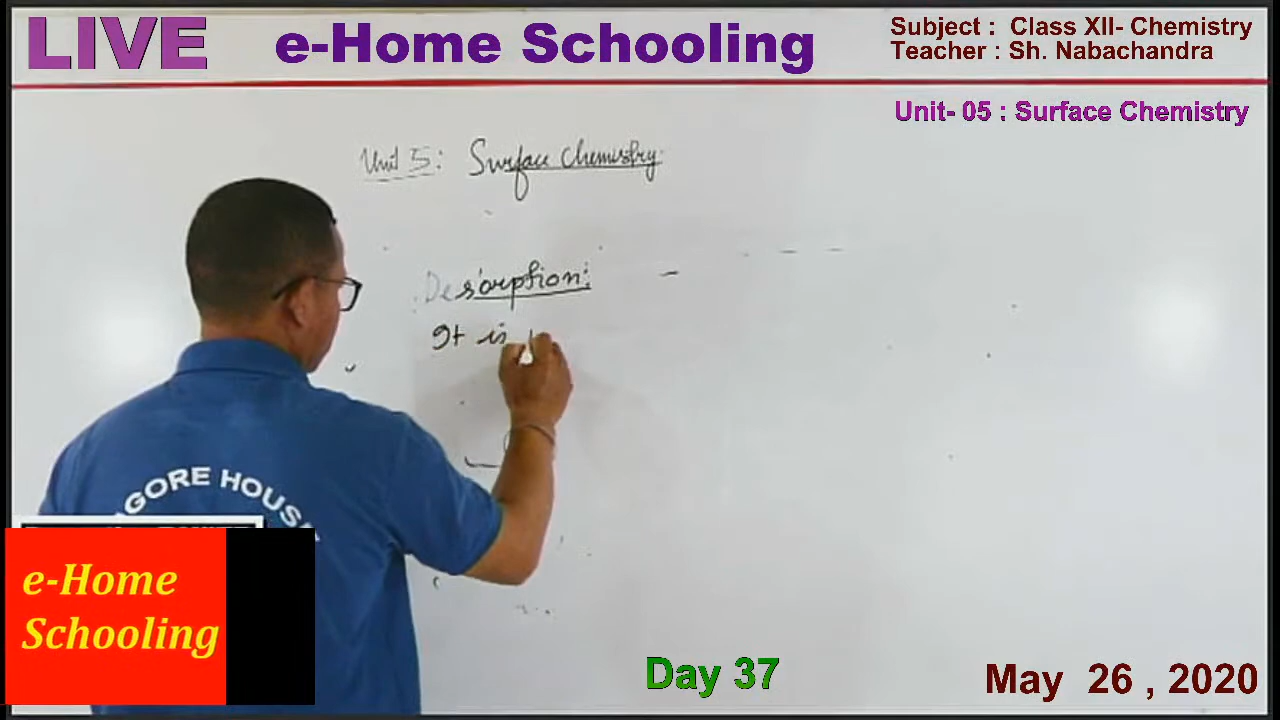 LIVE
e-Home Schooling
Subject : Class XII- Chemistry
Teacher : Sh. Nabachandra
Unit- 05 : Surface Chemistry
Unit 5: Surface Chemistry.
Desorption:
It is
AGORE HOUS
e-Home
Schooling
Day 37
May 26 , 2020